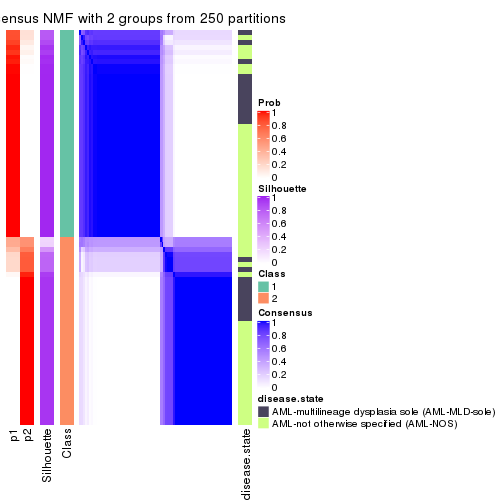 ensus NMF with 2 groups from 250 partitions
Prob
1
0.8
0.6
0.4
0.2
0
Silhouette
1
0.8
0.6
0.4
0.2
0
Class
1
2
Consensus
1
0.8
0.6
0.4
0.2
0
disease.state
AML-multilineage dysplasia sole (AML-MLD-sole)
AML-not otherwise specified (AML-NOS)
p1
p2
Silhouette
Class
disease.state